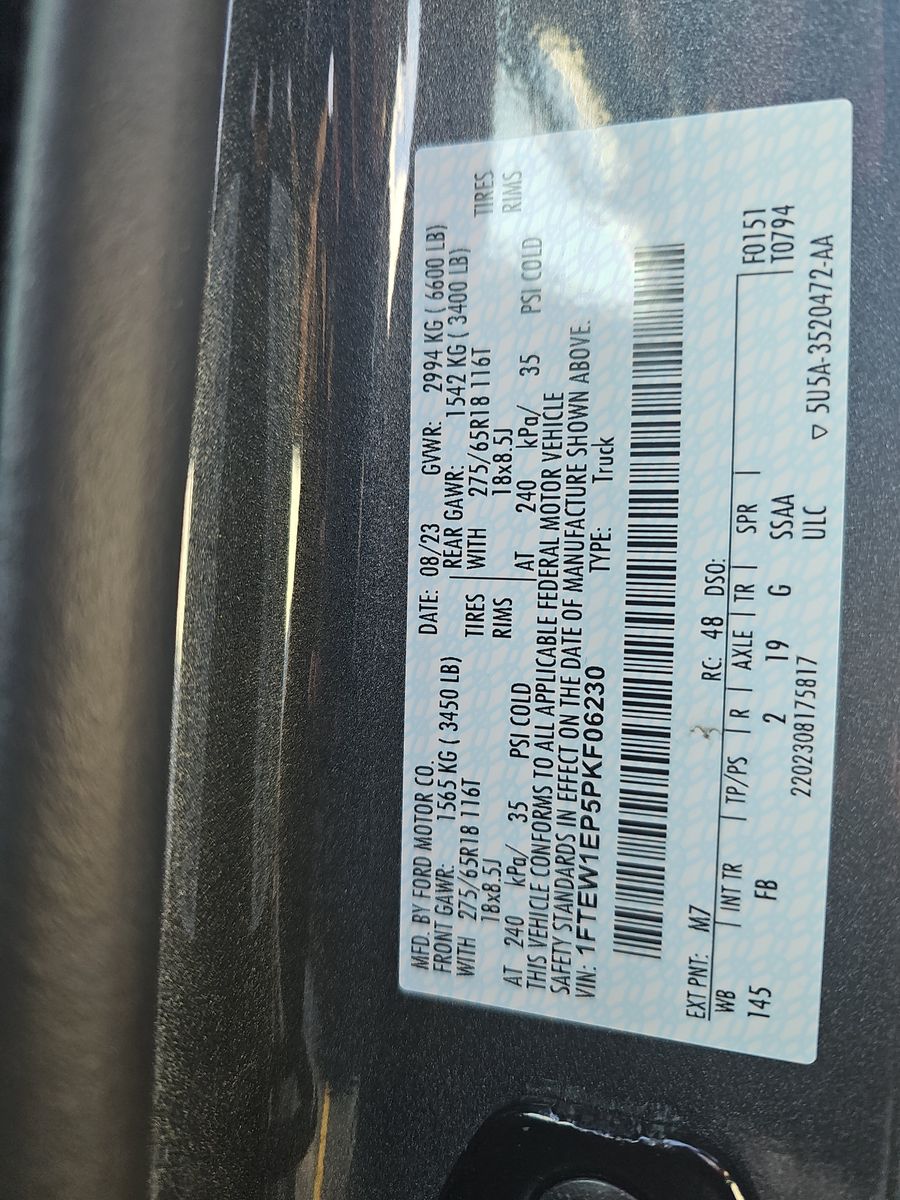 MFD. BY FORD MOTOR CO. DATE: 08/23 GVWR: 2994 KG ( 6600 LB)
FRONT GAWR: 1565 KG ( 3450 LB) REAR GAWR: 1542 KG ( 3400 LB)
WITH 275/65R18 116T TIRES WITH 275/65R18 116T TIRES
18x8.5J RIMS 18x8.5J RIMS
AT 240 kPa/ 35 PSI COLD AT 240 kPa/ 35 PSI COLD
THIS VEHICLE CONFORMS TO ALL APPLICABLE FEDERAL MOTOR VEHICLE
SAFETY STANDARDS IN EFFECT ON THE DATE OF MANUFACTURE SHOWN ABOVE.
VIN: 1FTEW1EP5PKF06230 TYPE: Truck
EXT PNT: M7 RC: 48 DSO:
WB INT TR TP/PS R AXLE TR SPR F0151
145 FB 2 19 G SSAA T0794
2202308175817 ULC ▽ 5U5A-3520472-AA